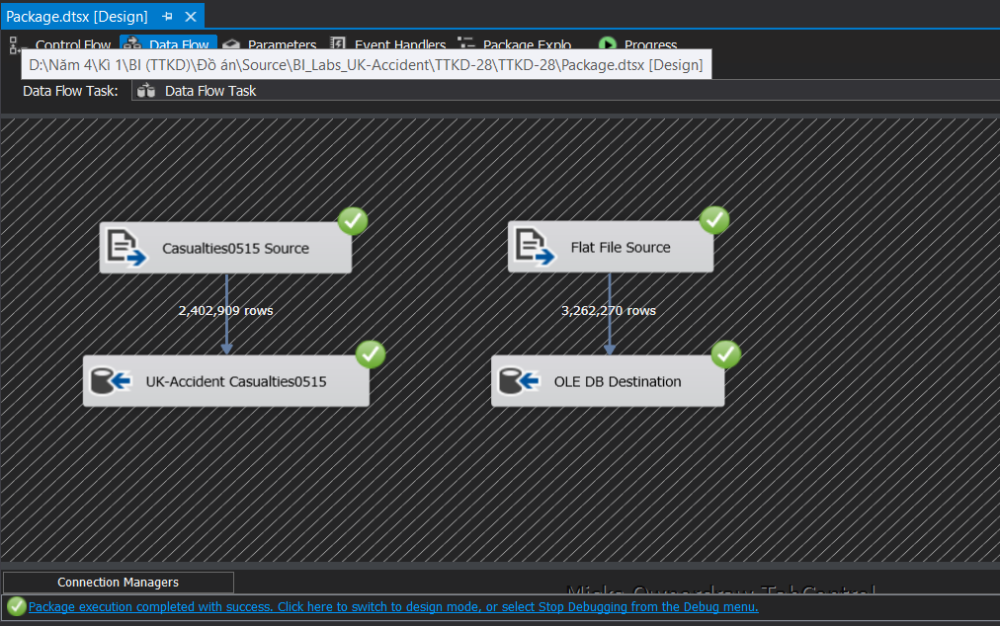 Package.dtsx [Design]
Control Flow Data Flow Parameters Event Handlers Package Explo Progress
D:\Năm 4\Kì 1\BI (TTKD)\Đồ án\Source\BI_Labs_UK-Accident\TTKD-28\TTKD-28\Package.dtsx [Design]
Data Flow Task: Data Flow Task
Casualties0515 Source Flat File Source
2,402,909 rows 3,262,270 rows
UK-Accident Casualties0515 OLE DB Destination
Connection Managers
Package execution completed with success. Click here to switch to design mode, or select Stop Debugging from the Debug menu.